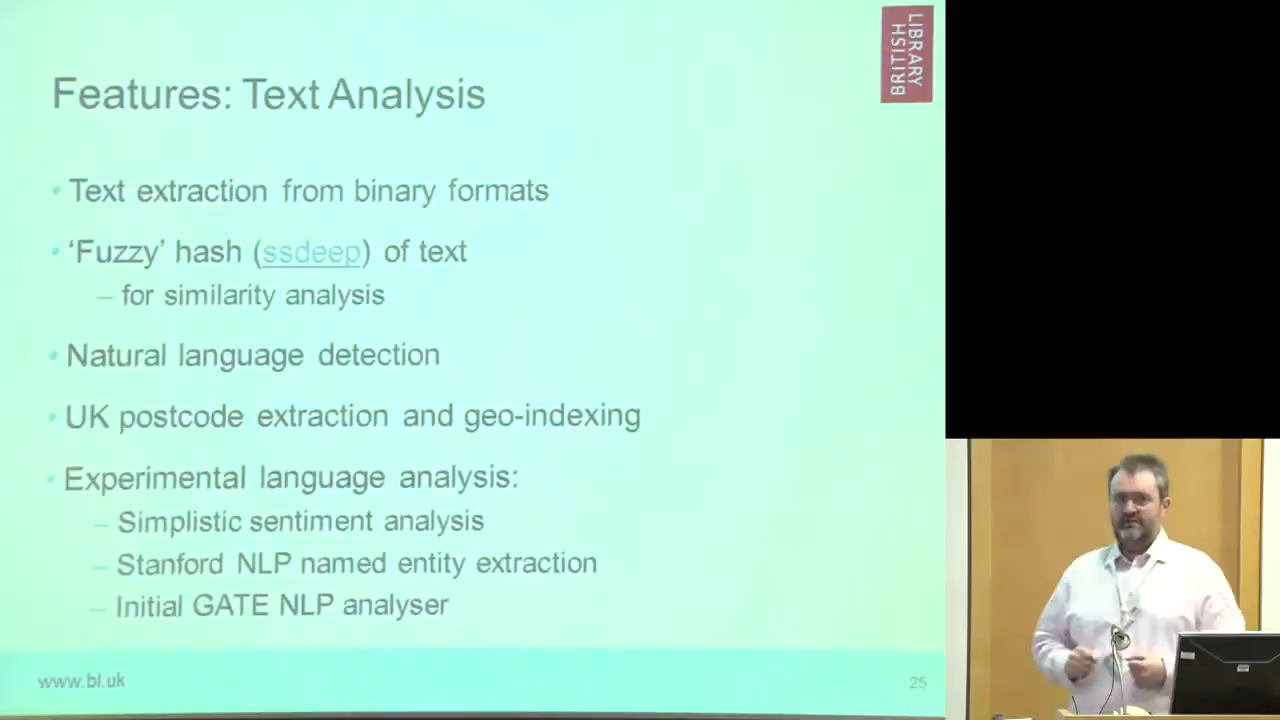 LIBRARY
BRITISH
Features: Text Analysis
• Text extraction from binary formats
• ‘Fuzzy’ hash (ssdeep) of text
– for similarity analysis
• Natural language detection
• UK postcode extraction and geo-indexing
• Experimental language analysis:
– Simplistic sentiment analysis
– Stanford NLP named entity extraction
– Initial GATE NLP analyser
www.bl.uk
25